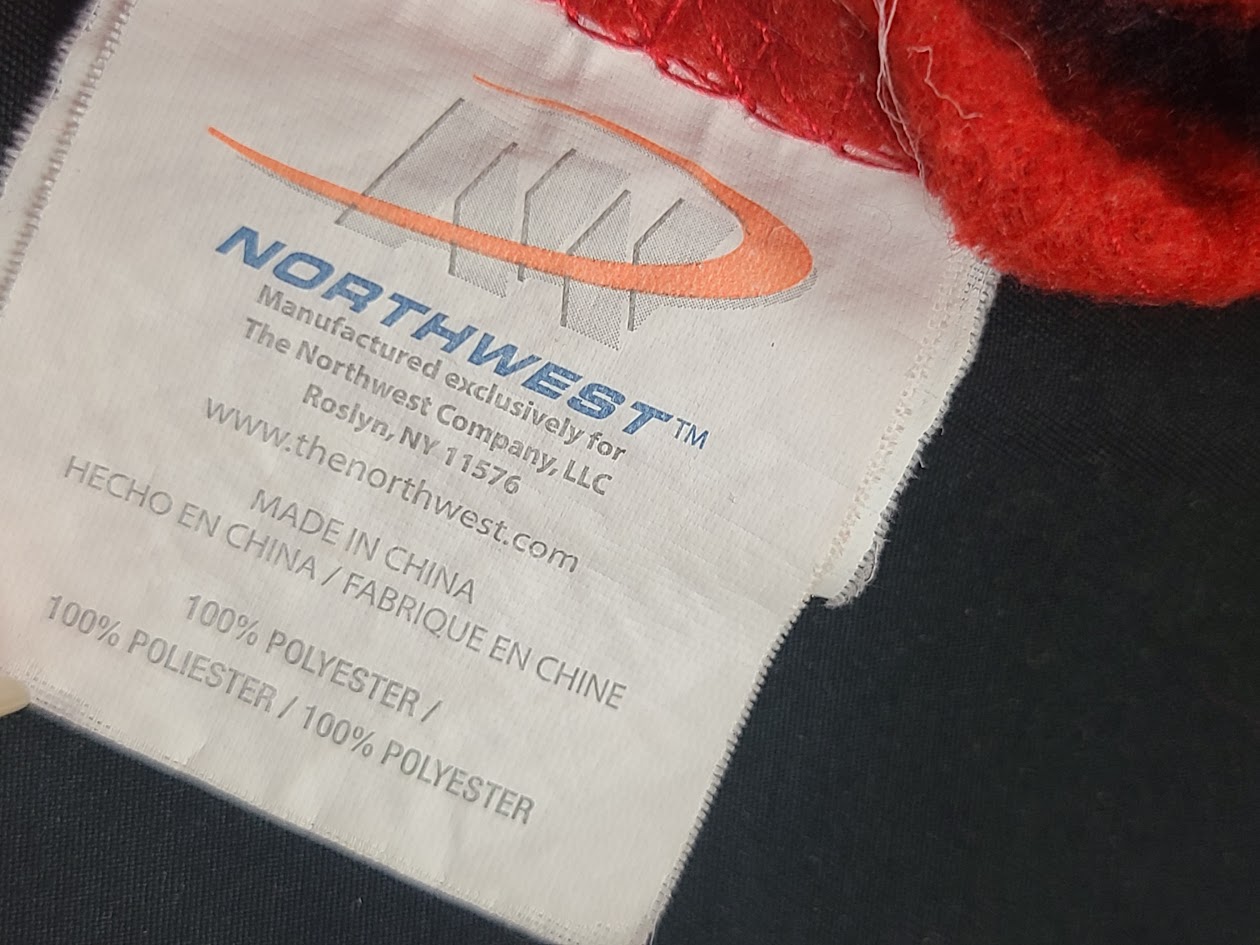 NORTHWEST™
Manufactured exclusively for
The Northwest Company, LLC
Roslyn, NY 11576
www.thenorthwest.com
MADE IN CHINA
HECHO EN CHINA / FABRIQUE EN CHINE
100% POLYESTER /
100% POLIESTER / 100% POLYESTER